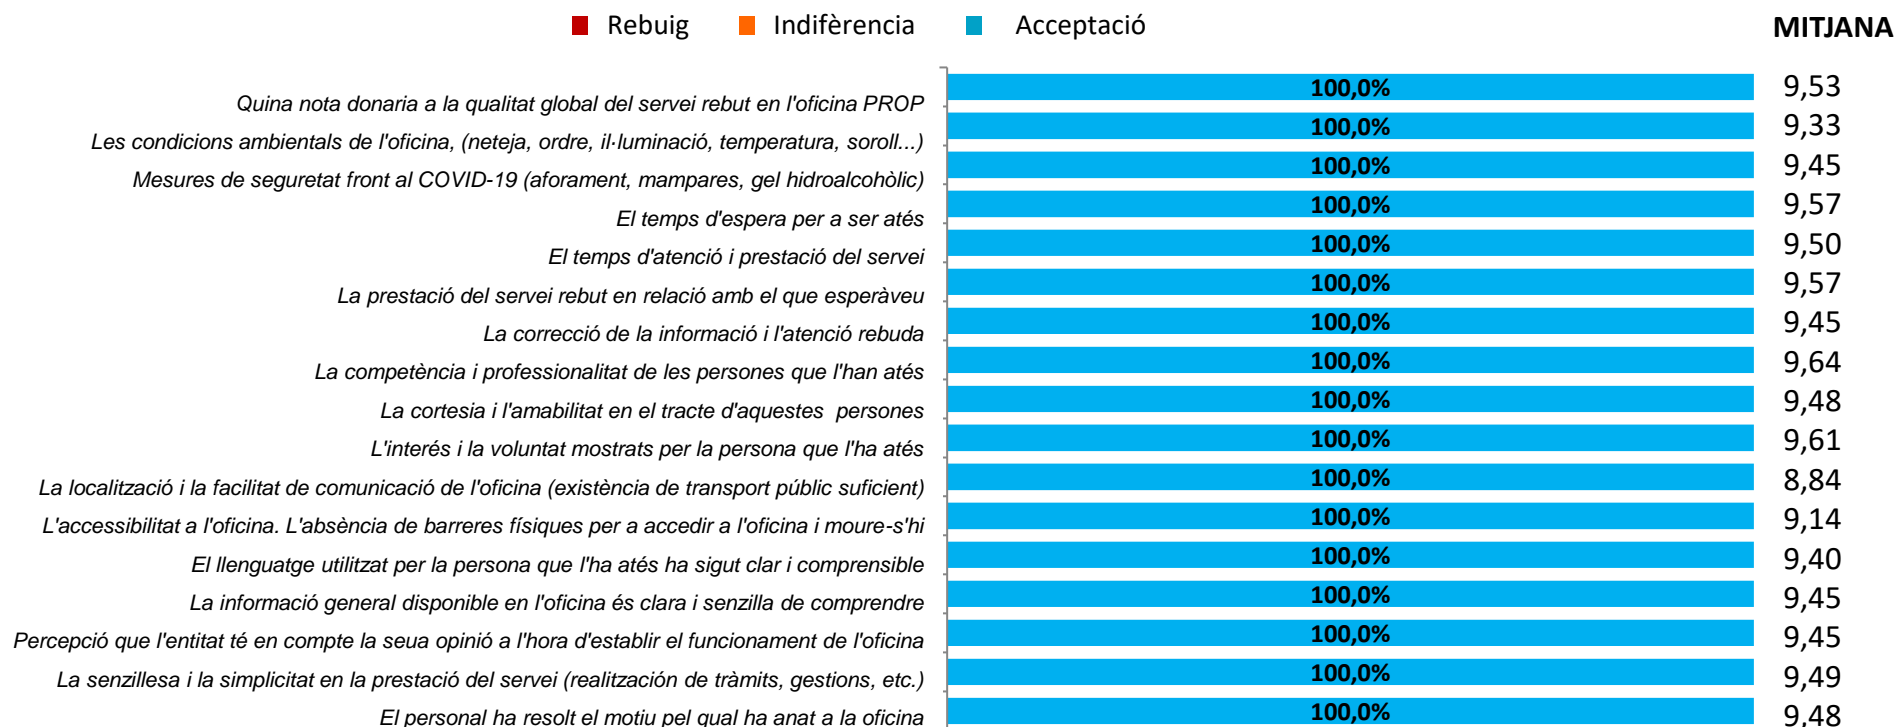 Rebuig Indifèrencia Acceptació MITJANA
Quina nota donaria a la qualitat global del servei rebut en l'oficina PROP 100,0% 9,53
Les condicions ambientals de l'oficina, (neteja, ordre, il·luminació, temperatura, soroll...) 100,0% 9,33
Mesures de seguretat front al COVID-19 (aforament, mampares, gel hidroalcohòlic) 100,0% 9,45
El temps d'espera per a ser atés 100,0% 9,57
El temps d'atenció i prestació del servei 100,0% 9,50
La prestació del servei rebut en relació amb el que esperàveu 100,0% 9,57
La correcció de la informació i l'atenció rebuda 100,0% 9,45
La competència i professionalitat de les persones que l'han atés 100,0% 9,64
La cortesia i l'amabilitat en el tracte d'aquestes persones 100,0% 9,48
L'interés i la voluntat mostrats per la persona que l'ha atés 100,0% 9,61
La localització i la facilitat de comunicació de l'oficina (existència de transport públic suficient) 100,0% 8,84
L'accessibilitat a l'oficina. L'absència de barreres físiques per a accedir a l'oficina i moure-s'hi 100,0% 9,14
El llenguatge utilitzat per la persona que l'ha atés ha sigut clar i comprensible 100,0% 9,40
La informació general disponible en l'oficina és clara i senzilla de comprendre 100,0% 9,45
Percepció que l'entitat té en compte la seua opinió a l'hora d'establir el funcionament de l'oficina 100,0% 9,45
La senzillesa i la simplicitat en la prestació del servei (realitzación de tràmits, gestions, etc.) 100,0% 9,49
El personal ha resolt el motiu pel qual ha anat a la oficina 100,0% 9,48